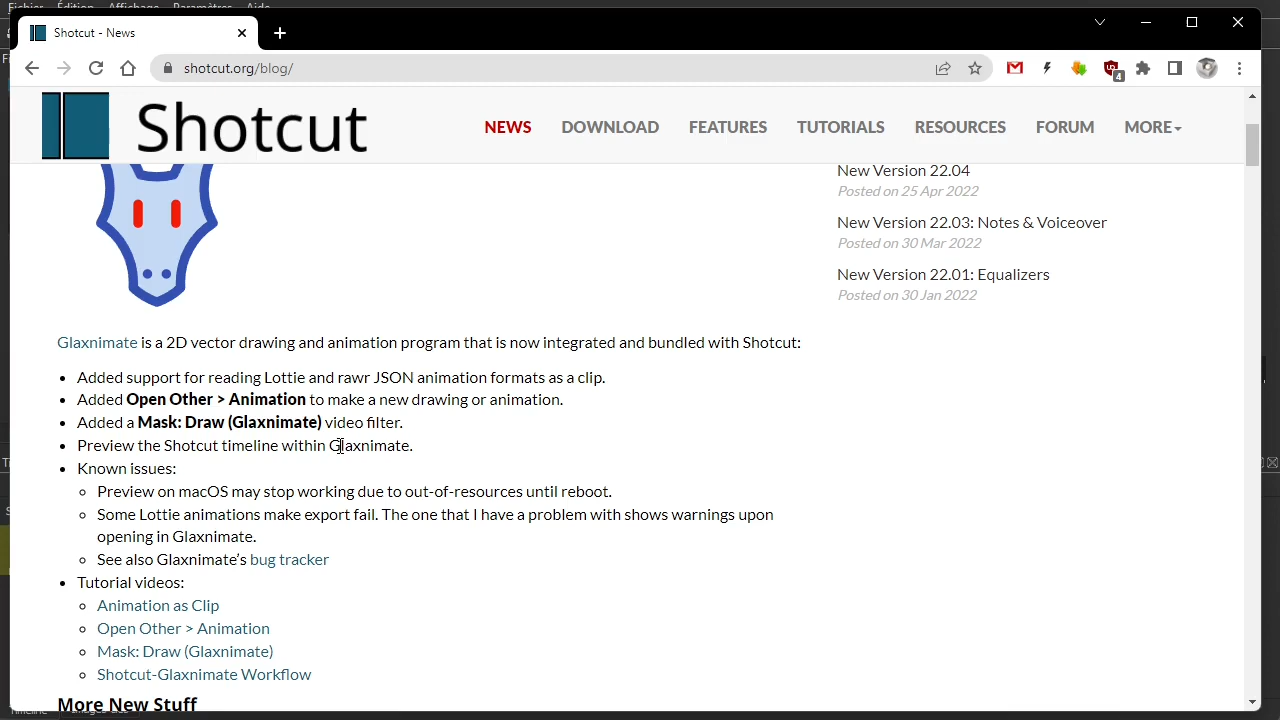 Fichier Édition Affichage Paramètres Aide
Shotcut - News
shotcut.org/blog/
4
Shotcut
NEWS DOWNLOAD FEATURES TUTORIALS RESOURCES FORUM MORE
New Version 22.04
Posted on 25 Apr 2022
New Version 22.03: Notes & Voiceover
Posted on 30 Mar 2022
New Version 22.01: Equalizers
Posted on 30 Jan 2022
Glaxnimate is a 2D vector drawing and animation program that is now integrated and bundled with Shotcut:
• Added support for reading Lottie and rawr JSON animation formats as a clip.
• Added Open Other > Animation to make a new drawing or animation.
• Added a Mask: Draw (Glaxnimate) video filter.
• Preview the Shotcut timeline within Glaxnimate.
• Known issues:
◦ Preview on macOS may stop working due to out-of-resources until reboot.
◦ Some Lottie animations make export fail. The one that I have a problem with shows warnings upon
opening in Glaxnimate.
◦ See also Glaxnimate’s bug tracker
• Tutorial videos:
◦ Animation as Clip
◦ Open Other > Animation
◦ Mask: Draw (Glaxnimate)
◦ Shotcut-Glaxnimate Workflow
More New Stuff
Timeline